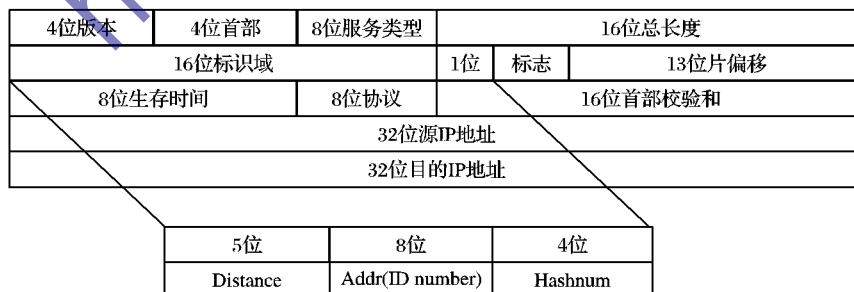 4位版本 4位首部 8位服务类型 16位总长度
16位标识域 1位 标志 13位片偏移
8位生存时间 8位协议 16位首部校验和
32位源IP地址
32位目的IP地址
5位 8位 4位
Distance Addr(ID number) Hashnum